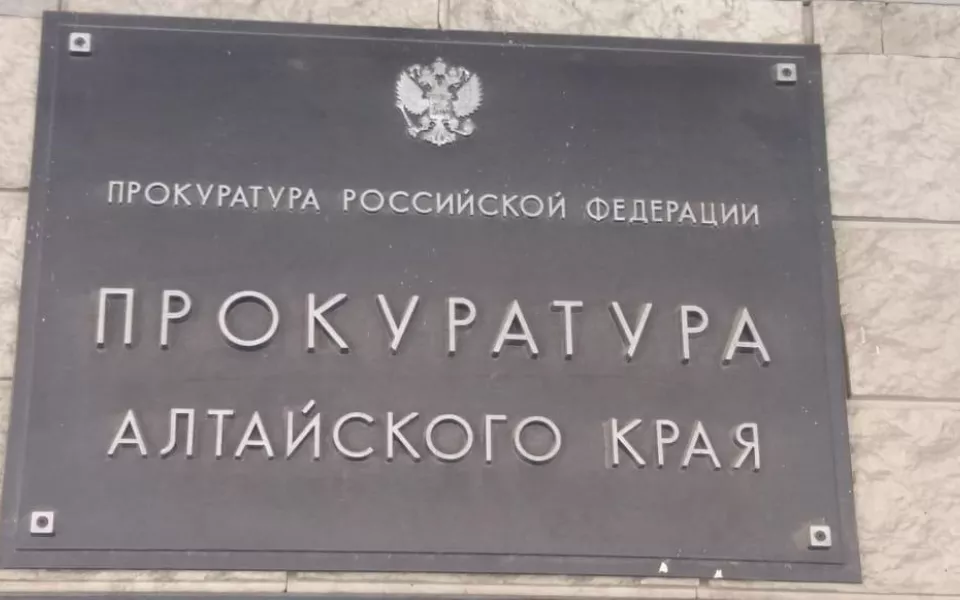 ПРОКУРАТУРА РОССИЙСКОЙ ФЕДЕРАЦИИ
ПРОКУРАТУРА
АЛТАЙСКОГО КРАЯ